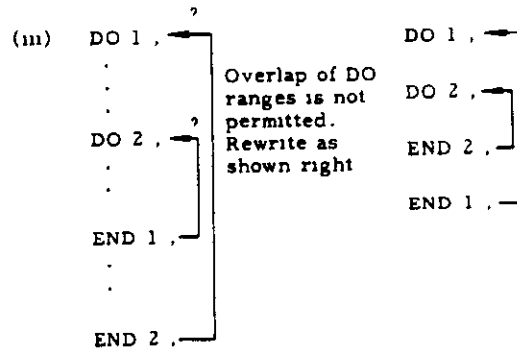 ?
(m) DO 1 ,
.
.
.
?
DO 2 ,
.
.
END 1 ,
.
.
END 2 ,
Overlap of DO
ranges is not
permitted.
Rewrite as
shown right
DO 1 ,
DO 2 ,
END 2 ,
END 1 ,